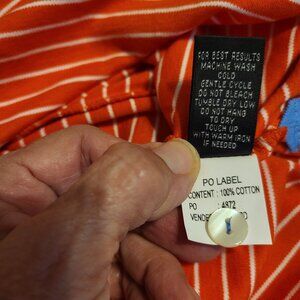 FOR BEST RESULTS
MACHINE WASH
COLD
GENTLE CYCLE
DO NOT BLEACH
TUMBLE DRY LOW
DO NOT HANG
TO DRY
TOUCH UP
WITH WARM IRON
IF NEEDED
PO LABEL
CONTENT : 100% COTTON
PO : 4872